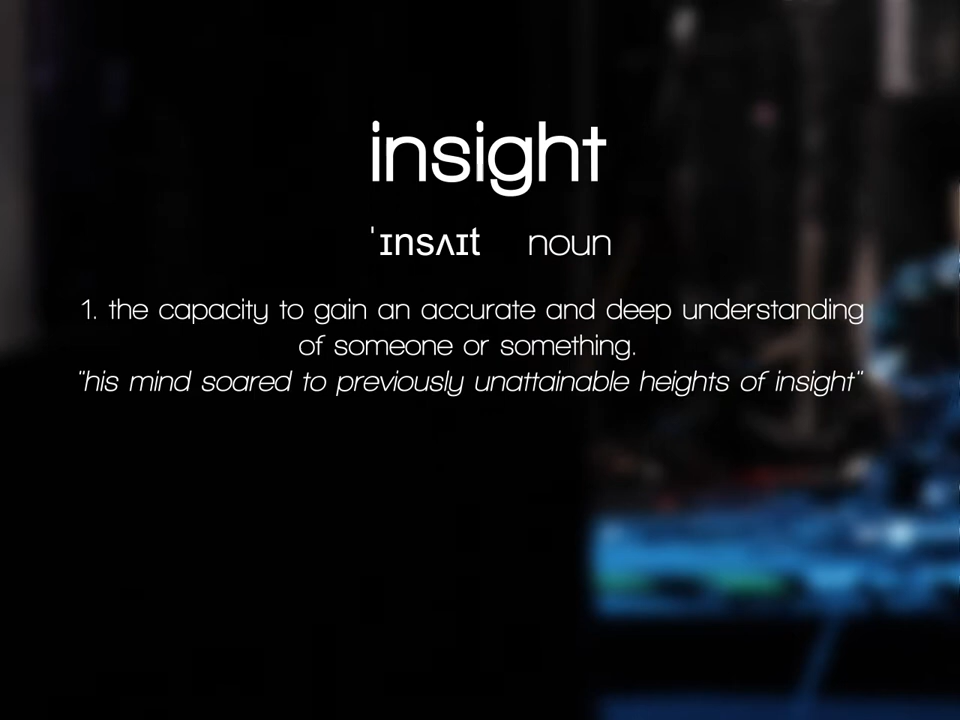 insight
ˈɪnsʌɪt noun
1. the capacity to gain an accurate and deep understanding
of someone or something.
"his mind soared to previously unattainable heights of insight"